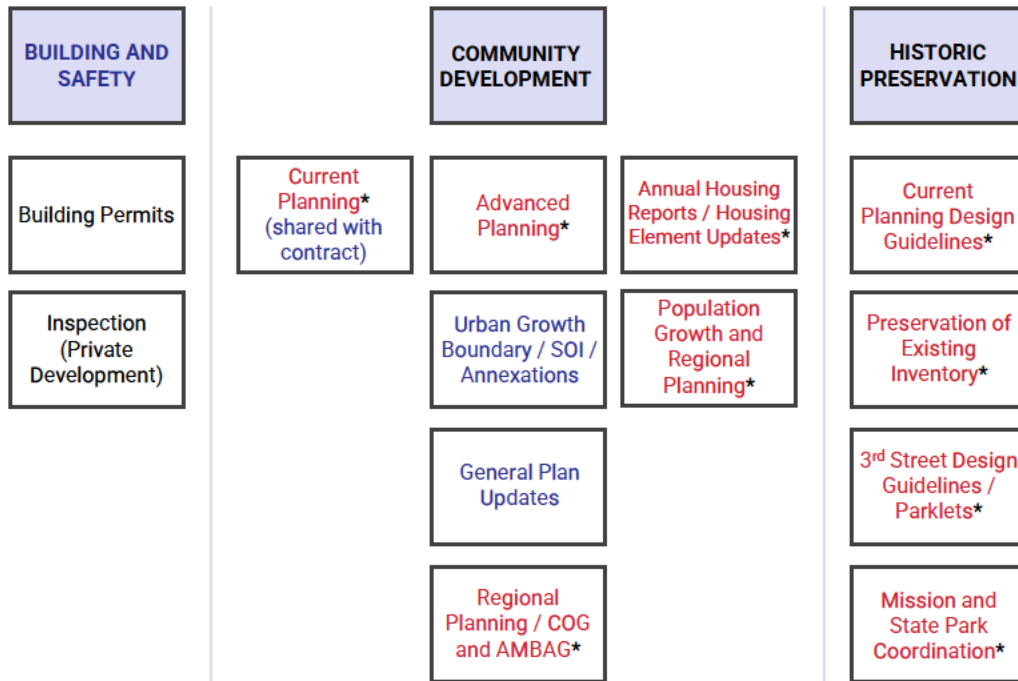 BUILDING AND
SAFETY
Building Permits
Inspection
(Private
Development)
COMMUNITY
DEVELOPMENT
Current
Planning*
(shared with
contract)
Advanced
Planning*
Annual Housing
Reports / Housing
Element Updates*
Urban Growth
Boundary / SOI /
Annexations
Population
Growth and
Regional
Planning*
General Plan
Updates
Regional
Planning / COG
and AMBAG*
HISTORIC
PRESERVATION
Current
Planning Design
Guidelines*
Preservation of
Existing
Inventory*
3rd Street Design
Guidelines /
Parklets*
Mission and
State Park
Coordination*